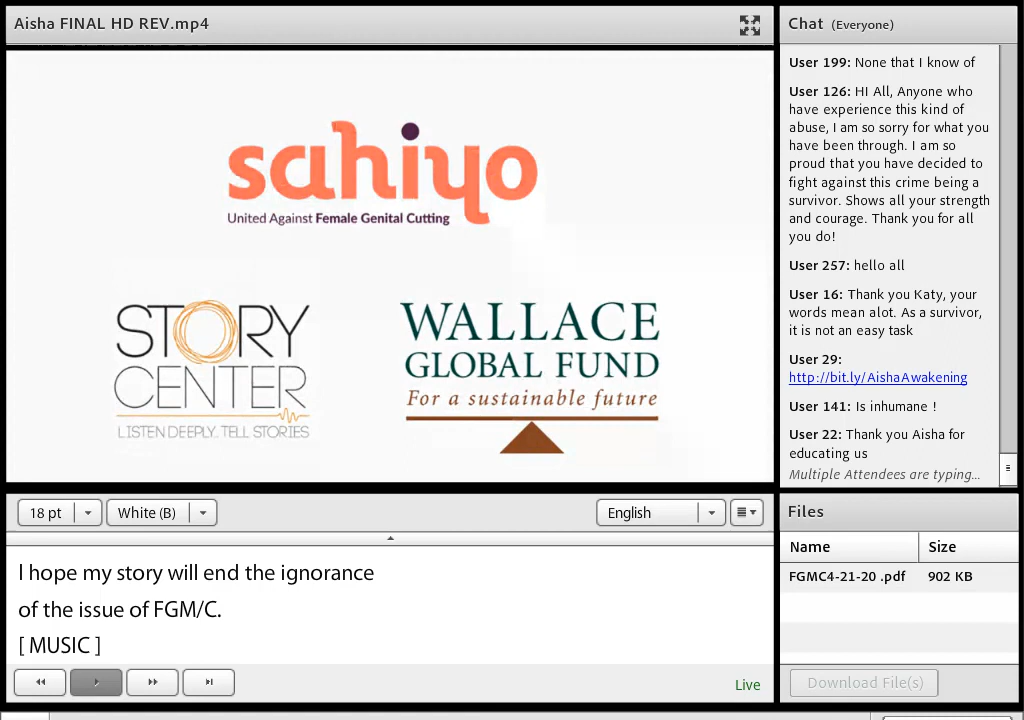 Aisha FINAL HD REV.mp4
sahiyo
United Against Female Genital Cutting
STORY
CENTER
LISTEN DEEPLY. TELL STORIES
WALLACE
GLOBAL FUND
For a sustainable future
Chat (Everyone)
User 199: None that I know of
User 126: HI All, Anyone who
have experience this kind of
abuse, I am so sorry for what you
have been through. I am so
proud that you have decided to
fight against this crime being a
survivor. Shows all your strength
and courage. Thank you for all
you do!
User 257: hello all
User 16: Thank you Katy, your
words mean alot. As a survivor,
it is not an easy task
User 29:
http://bit.ly/AishaAwakening
User 141: Is inhumane !
User 22: Thank you Aisha for
educating us
Multiple Attendees are typing...
18 pt White (B) English
I hope my story will end the ignorance
of the issue of FGM/C.
[ MUSIC ]
Live
Files
Name Size
FGMC4-21-20 .pdf 902 KB
Download File(s)